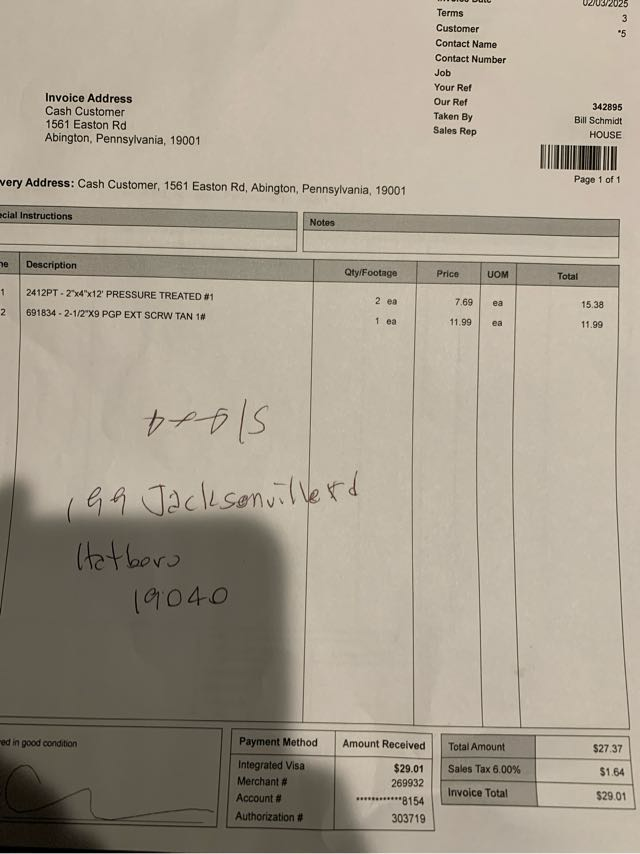 02/03/2025
Terms 3
Customer *5
Contact Name
Contact Number
Job
Your Ref
Our Ref 342895
Taken By Bill Schmidt
Sales Rep HOUSE
Page 1 of 1
Invoice Address
Cash Customer
1561 Easton Rd
Abington, Pennsylvania, 19001
very Address: Cash Customer, 1561 Easton Rd, Abington, Pennsylvania, 19001
cial Instructions Notes
ne Description Qty/Footage Price UOM Total
1 2412PT - 2"x4"x12' PRESSURE TREATED #1 2 ea 7.69 ea 15.38
2 691834 - 2-1/2"X9 PGP EXT SCRW TAN 1# 1 ea 11.99 ea 11.99
199 Jacksonville rd
Hatboro
19040
ed in good condition
Payment Method Amount Received
Integrated Visa $29.01
Merchant # 269932
Account # ************8154
Authorization # 303719
Total Amount $27.37
Sales Tax 6.00% $1.64
Invoice Total $29.01